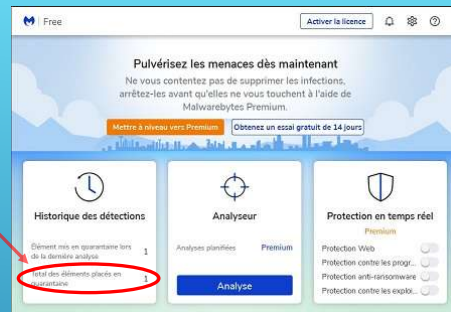 Free
Activer la licence
Pulvérisez les menaces dès maintenant
Ne vous contentez pas de supprimer les infections,
arrêtez-les avant qu'elles ne vous touchent à l'aide de
Malwarebytes Premium.
Mettre à niveau vers Premium
Obtenez un essai gratuit de 14 jours
Historique des détections
Élément mis en quarantaine lors
de la dernière analyse
1
Total des éléments placés en
quarantaine
1
Analyseur
Analyses planifiées
Premium
Analyse
Protection en temps réel
Premium
Protection Web
Protection contre les progr...
Protection anti-ransomware
Protection contre les exploi...